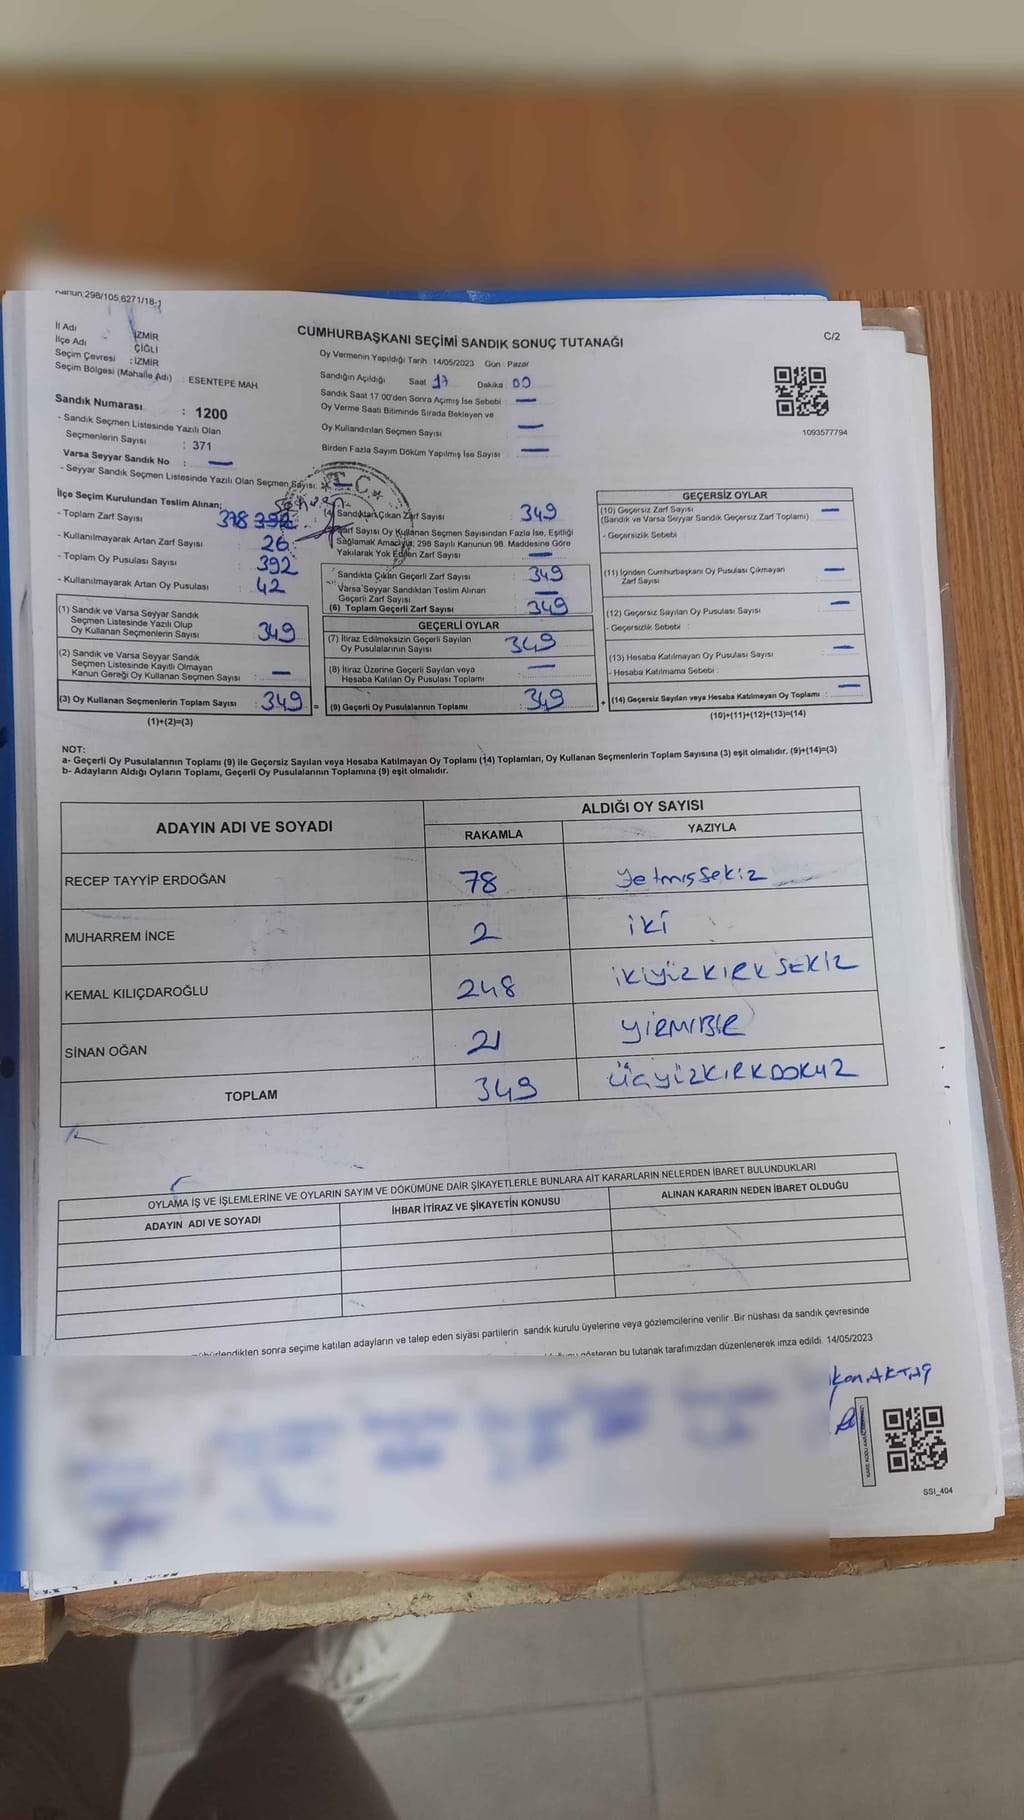 Kanun:298/105,6271/18-1
C/2
CUMHURBAŞKANI SEÇİMİ SANDIK SONUÇ TUTANAĞI
İl Adı : İZMİR
İlçe Adı : ÇİĞLİ
Seçim Çevresi : İZMİR
Seçim Bölgesi (Mahalle Adı) : ESENTEPE MAH
Sandık Numarası : 1200
- Sandık Seçmen Listesinde Yazılı Olan
Seçmenlerin Sayısı : 371
Varsa Seyyar Sandık No : —
- Seyyar Sandık Seçmen Listesinde Yazılı Olan Seçmen Sayısı: —
Oy Vermenin Yapıldığı Tarih : 14/05/2023 Gün : Pazar
Sandığın Açıldığı Saat 17 Dakika 00
Sandık Saat 17.00'den Sonra Açımış İse Sebebi : —
Oy Verme Saati Bitiminde Sırada Bekleyen ve
Oy Kullandırılan Seçmen Sayısı : —
Birden Fazla Sayım Döküm Yapılmış İse Sayısı : —
1093577794
T.C.
İlçe Seçim Kurulundan Teslim Alınan;
- Toplam Zarf Sayısı 378 392
- Kullanılmayarak Artan Zarf Sayısı 26
- Toplam Oy Pusulası Sayısı 392
- Kullanılmayarak Artan Oy Pusulası 42
(1) Sandık ve Varsa Seyyar Sandık
Seçmen Listesinde Yazılı Olup
Oy Kullanan Seçmenlerin Sayısı : 349
(2) Sandık ve Varsa Seyyar Sandık
Seçmen Listesinde Kayıtlı Olmayan
Kanun Gereği Oy Kullanan Seçmen Sayısı : —
(3) Oy Kullanan Seçmenlerin Toplam Sayısı : 349
(1)+(2)=(3)
(4) Sandıktan Çıkan Zarf Sayısı 349
Zarf Sayısı Oy Kullanan Seçmen Sayısından Fazla İse, Eşitliği
Sağlamak Amacıyla, 298 Sayılı Kanunun 98. Maddesine Göre
Yakılarak Yok Edilen Zarf Sayısı —
Sandıkta Çıkan Geçerli Zarf Sayısı : 349
Varsa Seyyar Sandıktan Teslim Alınan
Geçerli Zarf Sayısı : —
(6) Toplam Geçerli Zarf Sayısı : 349
GEÇERLİ OYLAR
(7) İtiraz Edilmeksizin Geçerli Sayılan
Oy Pusulalarının Sayısı 349
(8) İtiraz Üzerine Geçerli Sayılan veya
Hesaba Katılan Oy Pusulası Toplamı : —
=
(9) Geçerli Oy Pusulalarının Toplamı : 349
+
GEÇERSİZ OYLAR
(10) Geçersiz Zarf Sayısı —
(Sandık ve Varsa Seyyar Sandık Geçersiz Zarf Toplamı)
- Geçersizlik Sebebi
(11) İçinden Cumhurbaşkanı Oy Pusulası Çıkmayan
Zarf Sayısı —
(12) Geçersiz Sayılan Oy Pusulası Sayısı —
- Geçersizlik Sebebi :
(13) Hesaba Katılmayan Oy Pusulası Sayısı —
- Hesaba Katılmama Sebebi :
(14) Geçersiz Sayılan veya Hesaba Katılmayan Oy Toplamı : —
(10)+(11)+(12)+(13)=(14)
NOT:
a- Geçerli Oy Pusulalarının Toplamı (9) ile Geçersiz Sayılan veya Hesaba Katılmayan Oy Toplamı (14) Toplamları, Oy Kullanan Seçmenlerin Toplam Sayısına (3) eşit olmalıdır. (9)+(14)=(3)
b- Adayların Aldığı Oyların Toplamı, Geçerli Oy Pusulalarının Toplamına (9) eşit olmalıdır.
ADAYIN ADI VE SOYADI
ALDIĞI OY SAYISI
RAKAMLA YAZIYLA
RECEP TAYYİP ERDOĞAN 78 Yetmişsekiz
MUHARREM İNCE 2 iki
KEMAL KILIÇDAROĞLU 248 İKİYÜZKIRKSEKİZ
SİNAN OĞAN 21 YİRMİBİR
TOPLAM 349 ÜÇYÜZKIRKDOKUZ
OYLAMA İŞ VE İŞLEMLERİNE VE OYLARIN SAYIM VE DÖKÜMÜNE DAİR ŞİKAYETLERLE BUNLARA AİT KARARLARIN NELERDEN İBARET BULUNDUKLARI
ADAYIN ADI VE SOYADI İHBAR İTİRAZ VE ŞİKAYETİN KONUSU ALINAN KARARIN NEDEN İBARET OLDUĞU
sonra seçime katılan adayların ve talep eden siyasi partilerin sandık kurulu üyelerine veya gözlemcilerine verilir .Bir nüshası da sandık çevresinde
gösteren bu tutanak tarafımızdan düzenlenerek imza edildi. 14/05/2023
AKTAŞ
SSI_404